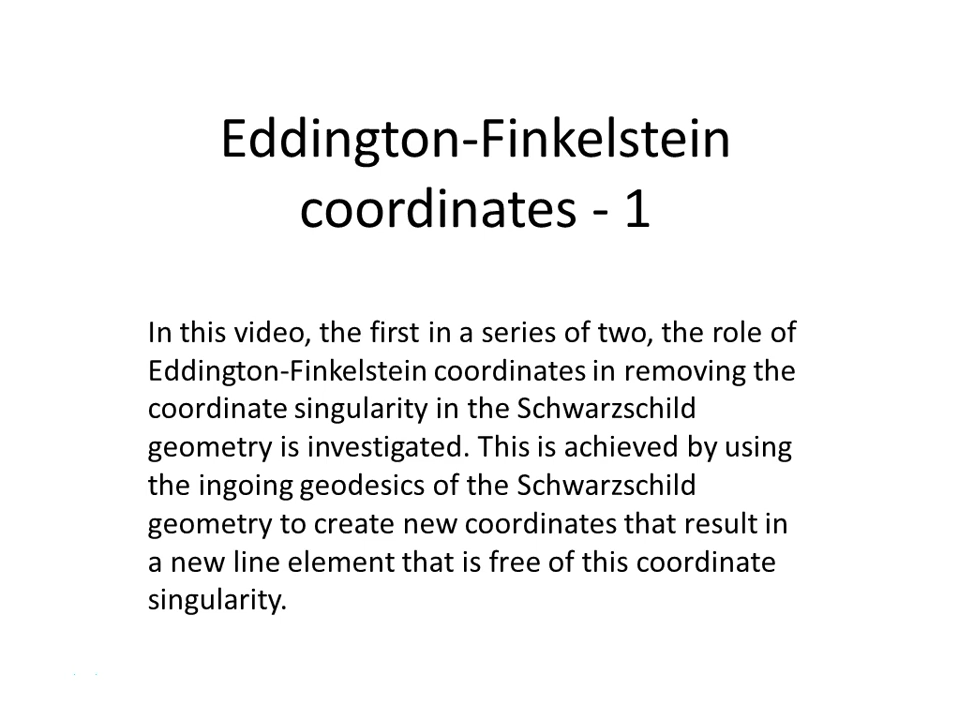 Eddington-Finkelstein
coordinates - 1
In this video, the first in a series of two, the role of
Eddington-Finkelstein coordinates in removing the
coordinate singularity in the Schwarzschild
geometry is investigated. This is achieved by using
the ingoing geodesics of the Schwarzschild
geometry to create new coordinates that result in
a new line element that is free of this coordinate
singularity.